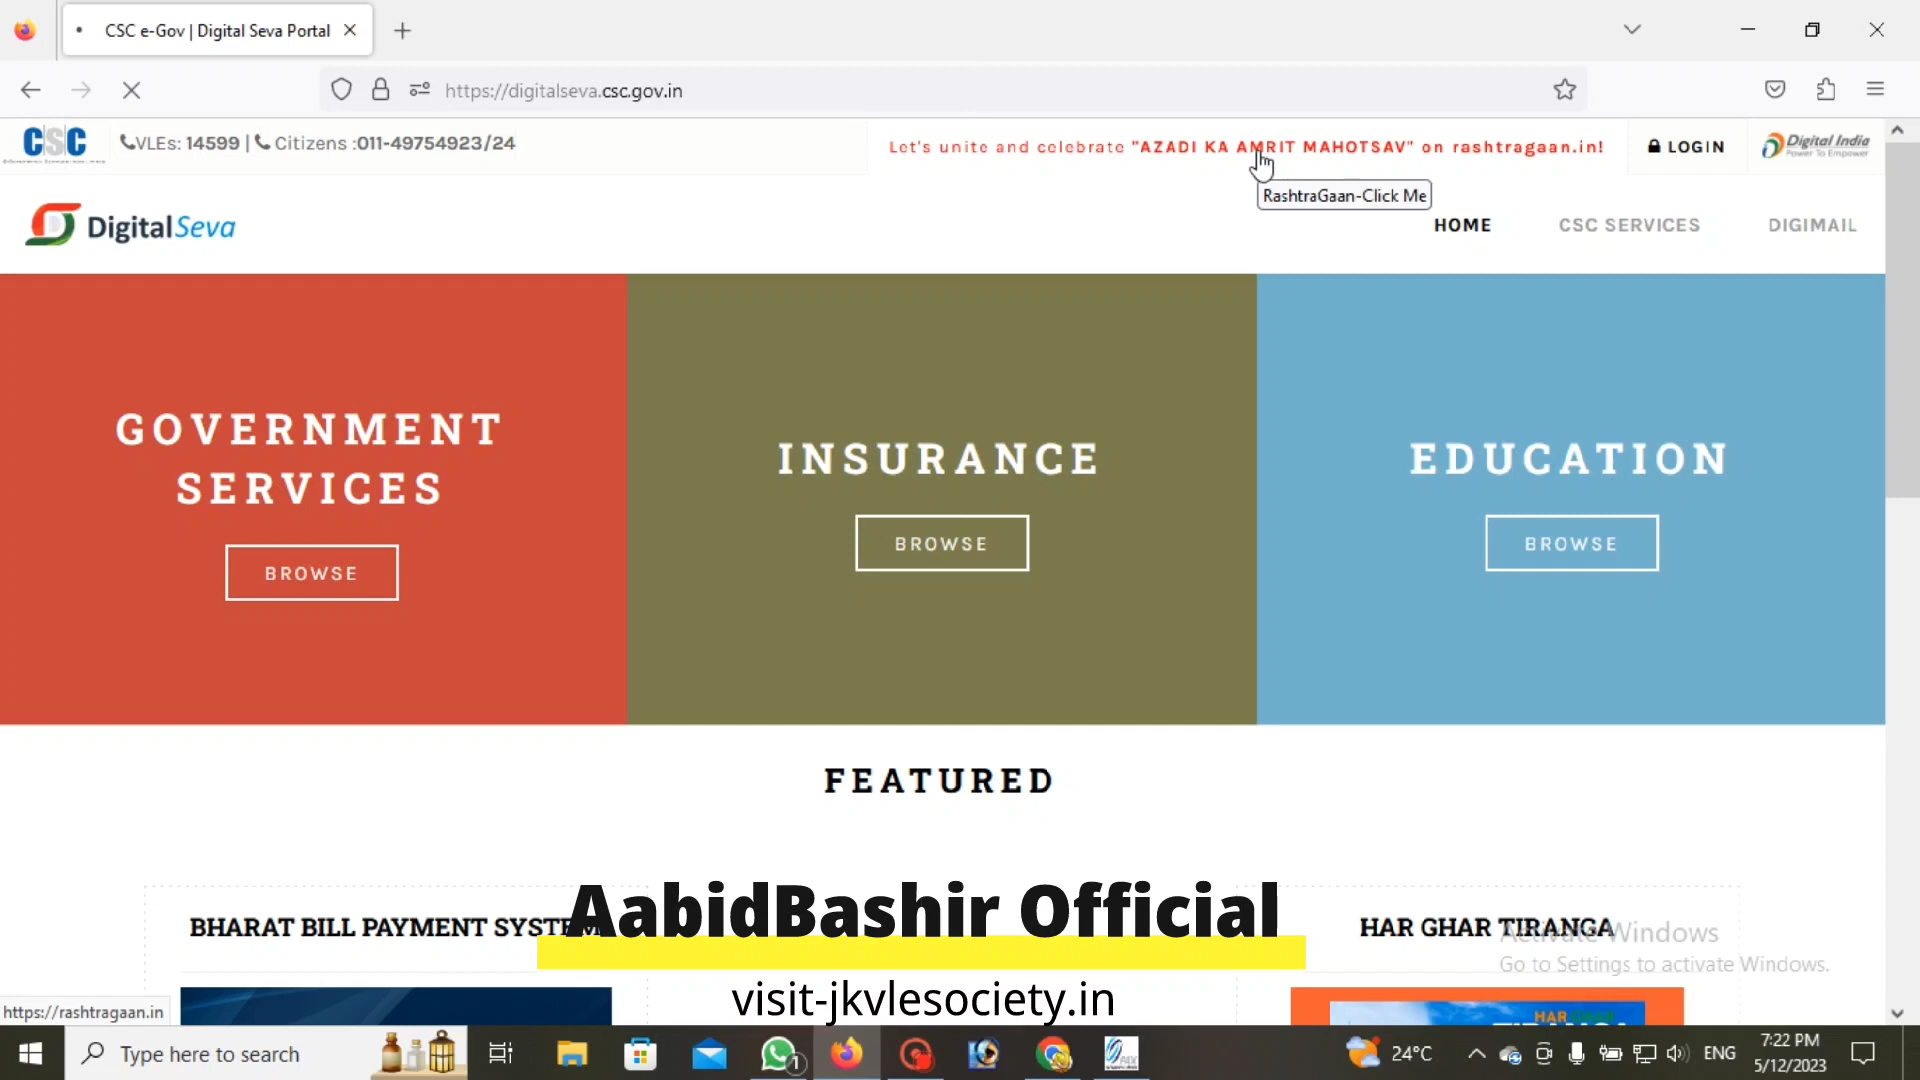 CSC e-Gov | Digital Seva Portal
https://digitalseva.csc.gov.in
CSC
VLEs: 14599 | Citizens :011-49754923/24
Let's unite and celebrate "AZADI KA AMRIT MAHOTSAV" on rashtragaan.in!
LOGIN
Digital India
Power To Empower
RashtraGaan-Click Me
DigitalSeva
HOME
CSC SERVICES
DIGIMAIL
GOVERNMENT
SERVICES
BROWSE
INSURANCE
BROWSE
EDUCATION
BROWSE
FEATURED
BHARAT BILL PAYMENT SYSTEM
AabidBashir Official
HAR GHAR TIRANGA
Activate Windows
Go to Settings to activate Windows.
visit-jkvlesociety.in
HAR GHAR
TIRANGA
https://rashtragaan.in
Type here to search
1
24°C
ENG
7:22 PM
5/12/2023